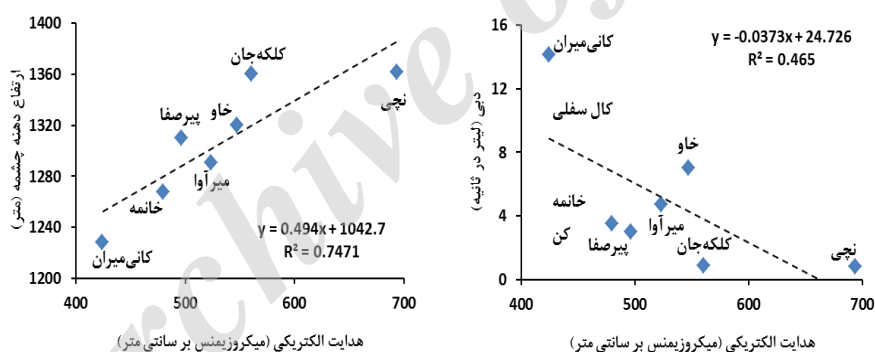 1400
1360
1320
1280
1240
1200
400
500
600
700
ارتفاع دهنه چشمه (متر)
هدایت الکتریکی (میکروزیمنس بر سانتی متر)
کلکه‌جان
نچی
خاو
پیرصفا
میرآوا
خانمه
کانی‌میران
y = 0.494x + 1042.7
R² = 0.7471
16
12
8
4
0
400
500
600
700
دبی (لیتر در ثانیه)
هدایت الکتریکی (میکروزیمنس بر سانتی متر)
y = -0.0373x + 24.726
R² = 0.465
کانی‌میران
کال سفلی
خاو
خانمه
کن
میرآوا
پیرصفا
کلکه‌جان
نچی
rchive o